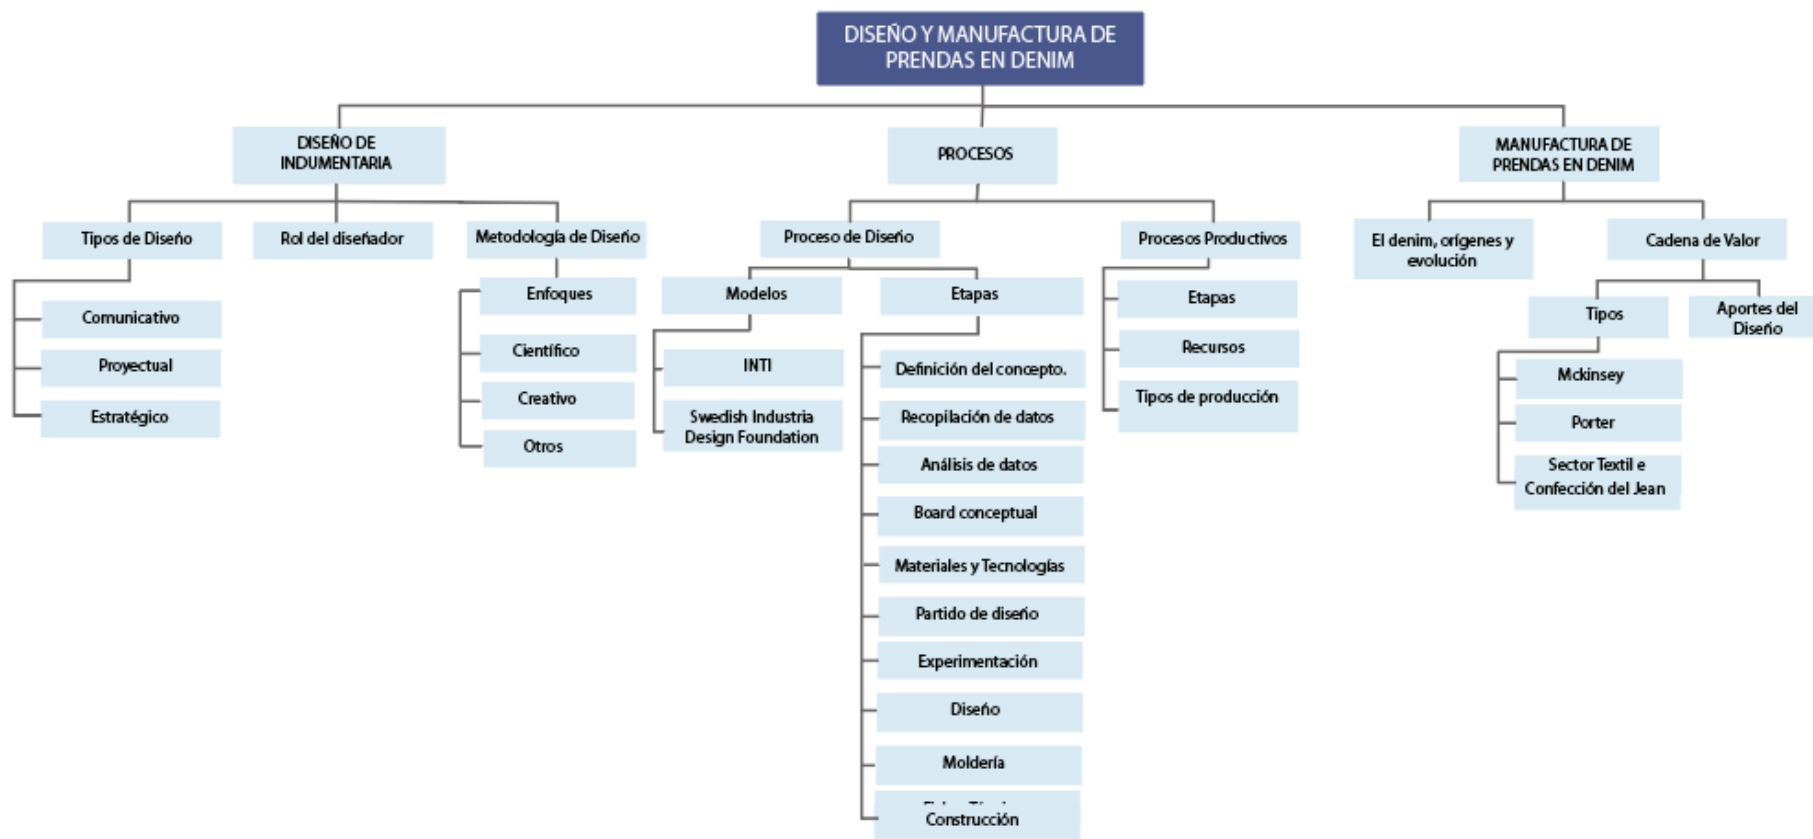 DISEÑO Y MANUFACTURA DE
PRENDAS EN DENIM
DISEÑO DE
INDUMENTARIA
Tipos de Diseño
Comunicativo
Proyectual
Estratégico
Rol del diseñador
Metodología de Diseño
Enfoques
Científico
Creativo
Otros
PROCESOS
Proceso de Diseño
Modelos
INTI
Swedish Industria
Design Foundation
Etapas
Definición del concepto.
Recopilación de datos
Análisis de datos
Board conceptual
Materiales y Tecnologías
Partido de diseño
Experimentación
Diseño
Moldería
Construcción
Procesos Productivos
Etapas
Recursos
Tipos de producción
MANUFACTURA DE
PRENDAS EN DENIM
El denim, orígenes y
evolución
Cadena de Valor
Tipos
Mckinsey
Porter
Sector Textil e
Confección del Jean
Aportes del
Diseño